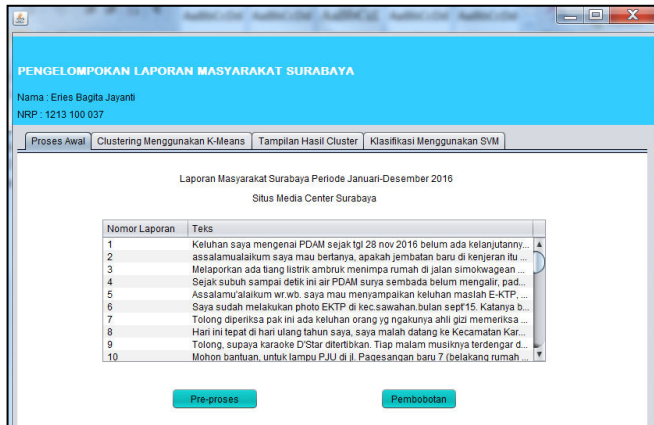 PENGELOMPOKAN LAPORAN MASYARAKAT SURABAYA
Nama : Eries Bagita Jayanti
NRP : 1213 100 037
Proses Awal Clustering Menggunakan K-Means Tampilan Hasil Cluster Klasifikasi Menggunakan SVM
Laporan Masyarakat Surabaya Periode Januari-Desember 2016
Situs Media Center Surabaya
Nomor Laporan Teks
1 Keluhan saya mengenai PDAM sejak tgl 28 nov 2016 belum ada kelanjutanny...
2 assalamualaikum saya mau bertanya, apakah jembatan baru di kenjeran itu ...
3 Melaporkan ada tiang listrik ambruk menimpa rumah di jalan simokwagean ...
4 Sejak subuh sampai detik ini air PDAM surya sembada belum mengalir, pad...
5 Assalamu'alaikum wr.wb. saya mau menyampaikan keluhan maslah E-KTP, ...
6 Saya sudah melakukan photo EKTP di kec.sawahan.bulan sept'15. Katanya b...
7 Tolong diperiksa pak ini ada keluhan orang yg ngakunya ahli gizi memeriksa ...
8 Hari ini tepat di hari ulang tahun saya, saya malah datang ke Kecamatan Kar...
9 Tolong, supaya karaoke D'Star ditertibkan. Tiap malam musiknya terdengar d...
10 Mohon bantuan, untuk lampu PJU di jl. Pagesangan baru 7 (belakang rumah ...
Pre-proses Pembobotan